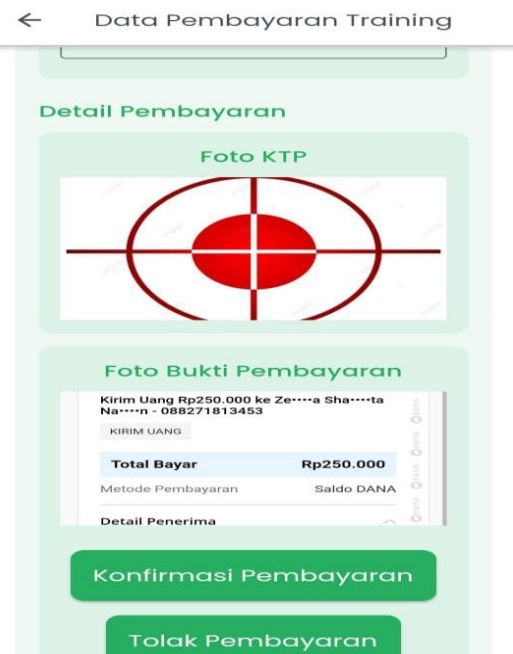 Data Pembayaran Training
Detail Pembayaran
Foto KTP
Foto Bukti Pembayaran
Kirim Uang Rp250.000 ke Ze••••a Sha••••ta
Na••••n - 088271813453
KIRIM UANG
Total Bayar Rp250.000
Metode Pembayaran Saldo DANA
Detail Penerima
Konfirmasi Pembayaran
Tolak Pembayaran